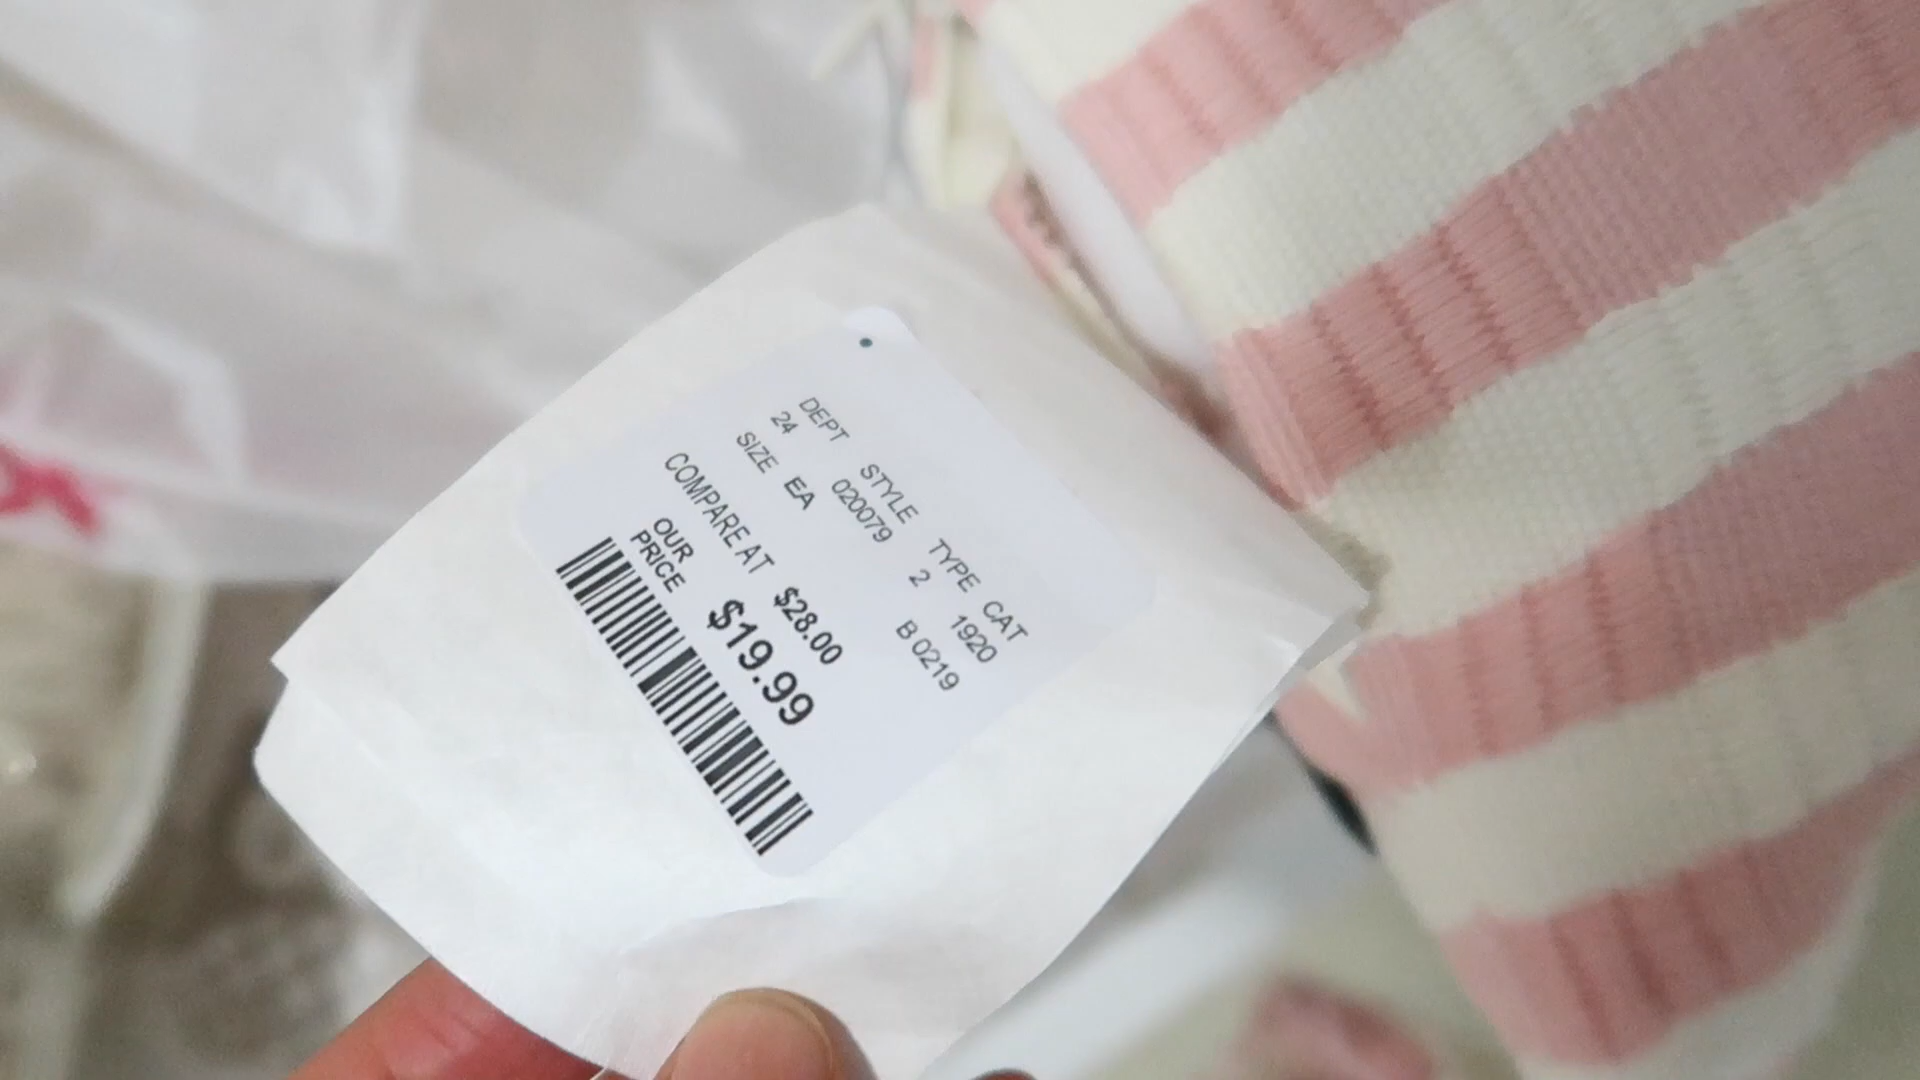 DEPT STYLE TYPE CAT
24 020079 2 1920
SIZE EA B 0219
COMPARE AT $28.00
OUR PRICE $19.99